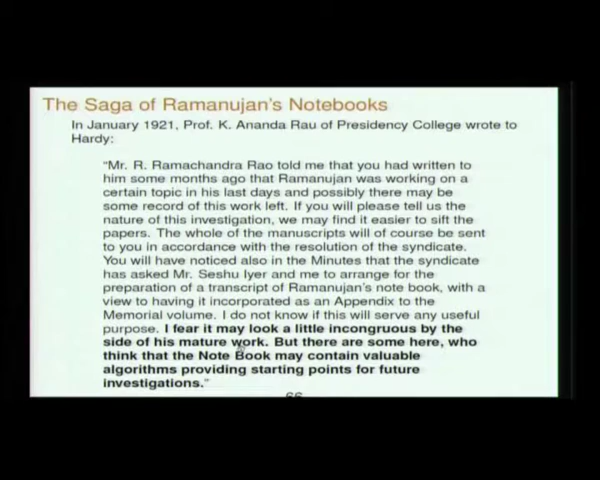 The Saga of Ramanujan's Notebooks
In January 1921, Prof. K. Ananda Rau of Presidency College wrote to
Hardy:
"Mr. R. Ramachandra Rao told me that you had written to
him some months ago that Ramanujan was working on a
certain topic in his last days and possibly there may be
some record of this work left. If you will please tell us the
nature of this investigation, we may find it easier to sift the
papers. The whole of the manuscripts will of course be sent
to you in accordance with the resolution of the syndicate.
You will have noticed also in the Minutes that the syndicate
has asked Mr. Seshu Iyer and me to arrange for the
preparation of a transcript of Ramanujan's note book, with a
view to having it incorporated as an Appendix to the
Memorial volume. I do not know if this will serve any useful
purpose. I fear it may look a little incongruous by the
side of his mature work. But there are some here, who
think that the Note Book may contain valuable
algorithms providing starting points for future
investigations."
66